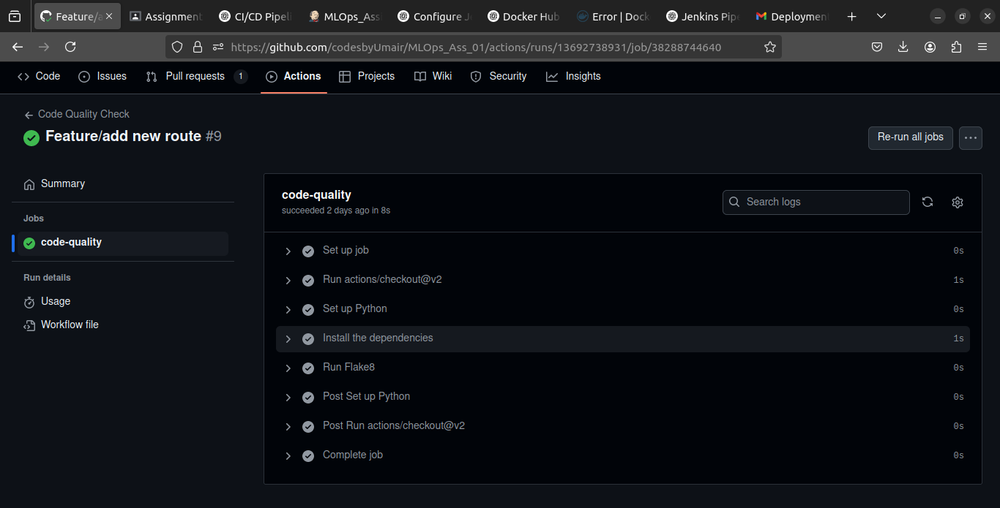 Feature/a
Assignment
CI/CD Pipeli
MLOps_Ass
Configure J
Docker Hub
Error | Dock
Jenkins Pipe
Deployment
https://github.com/codesbyUmair/MLOps_Ass_01/actions/runs/13692738931/job/38288744640
Code
Issues
Pull requests 1
Actions
Projects
Wiki
Security
Insights
Code Quality Check
Feature/add new route #9
Re-run all jobs
Summary
Jobs
code-quality
Run details
Usage
Workflow file
code-quality
succeeded 2 days ago in 8s
Search logs
Set up job 0s
Run actions/checkout@v2 1s
Set up Python 0s
Install the dependencies 1s
Run Flake8 0s
Post Set up Python 0s
Post Run actions/checkout@v2 0s
Complete job 0s